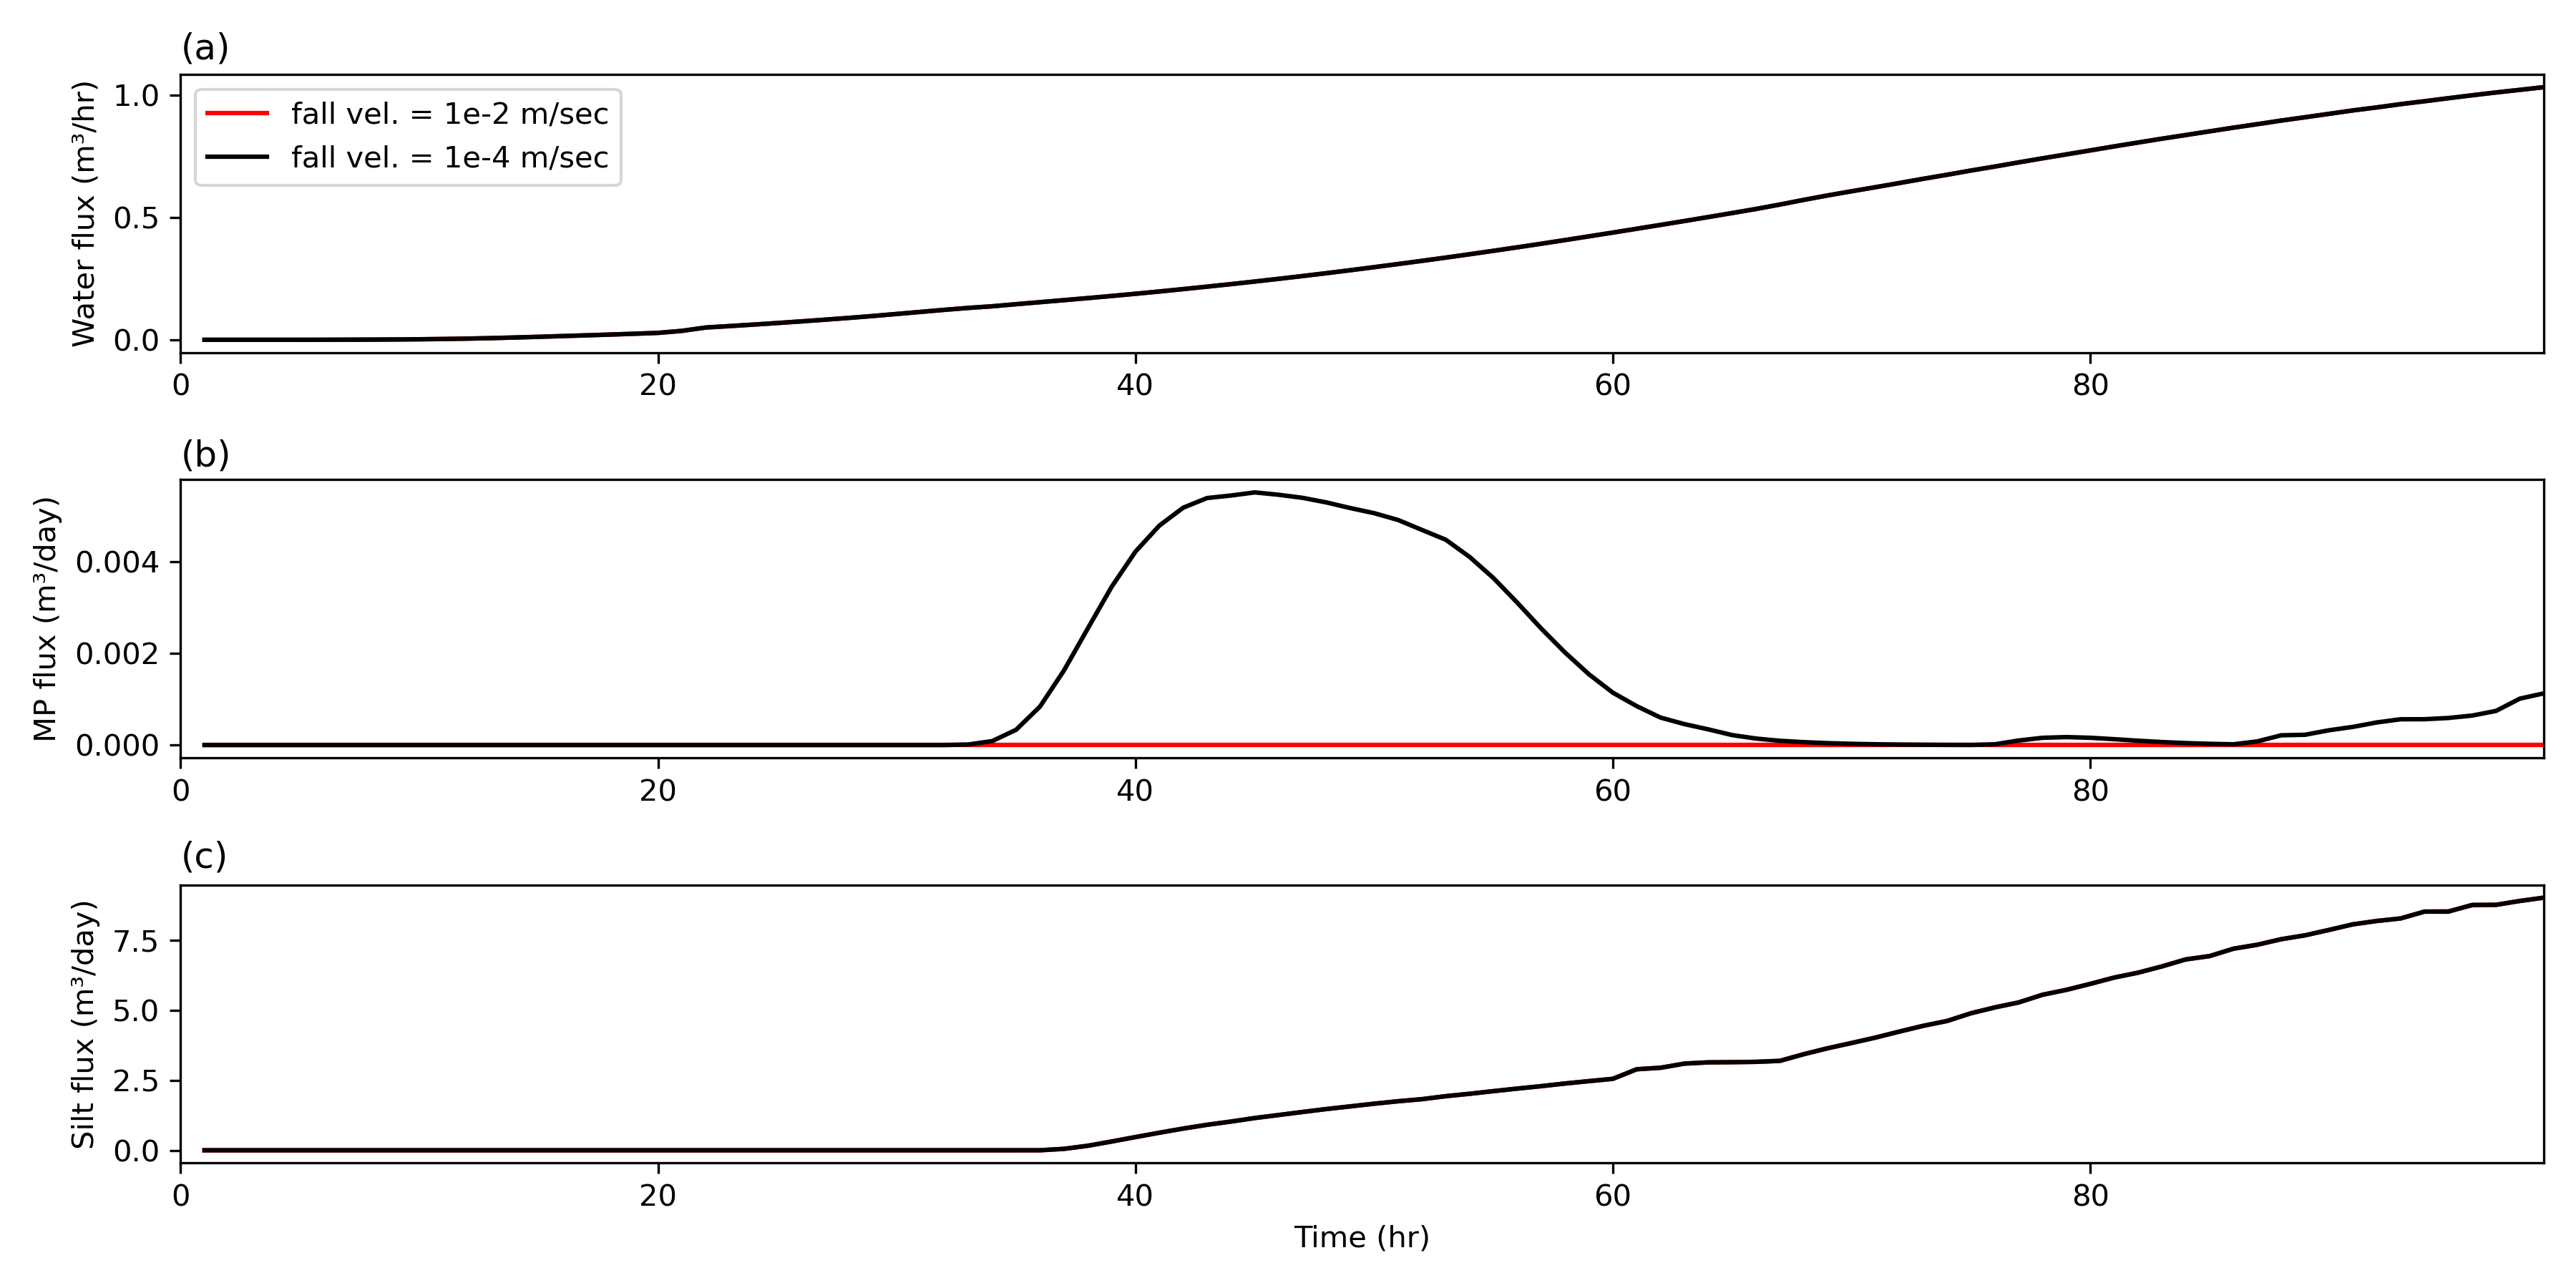 (a)
Water flux (m³/hr)
1.0
0.5
0.0
fall vel. = 1e-2 m/sec
fall vel. = 1e-4 m/sec
0 20 40 60 80
(b)
MP flux (m³/day)
0.004
0.002
0.000
0 20 40 60 80
(c)
Silt flux (m³/day)
7.5
5.0
2.5
0.0
0 20 40 60 80
Time (hr)